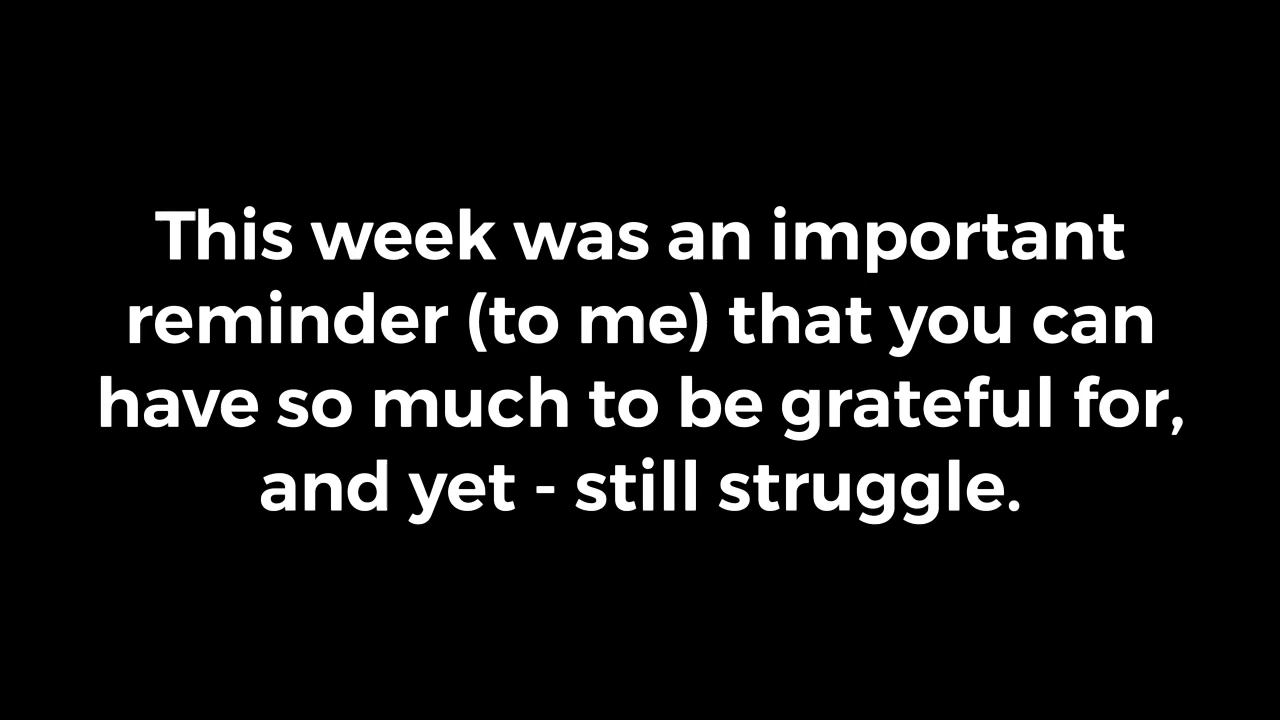 This week was an important
reminder (to me) that you can
have so much to be grateful for,
and yet - still struggle.